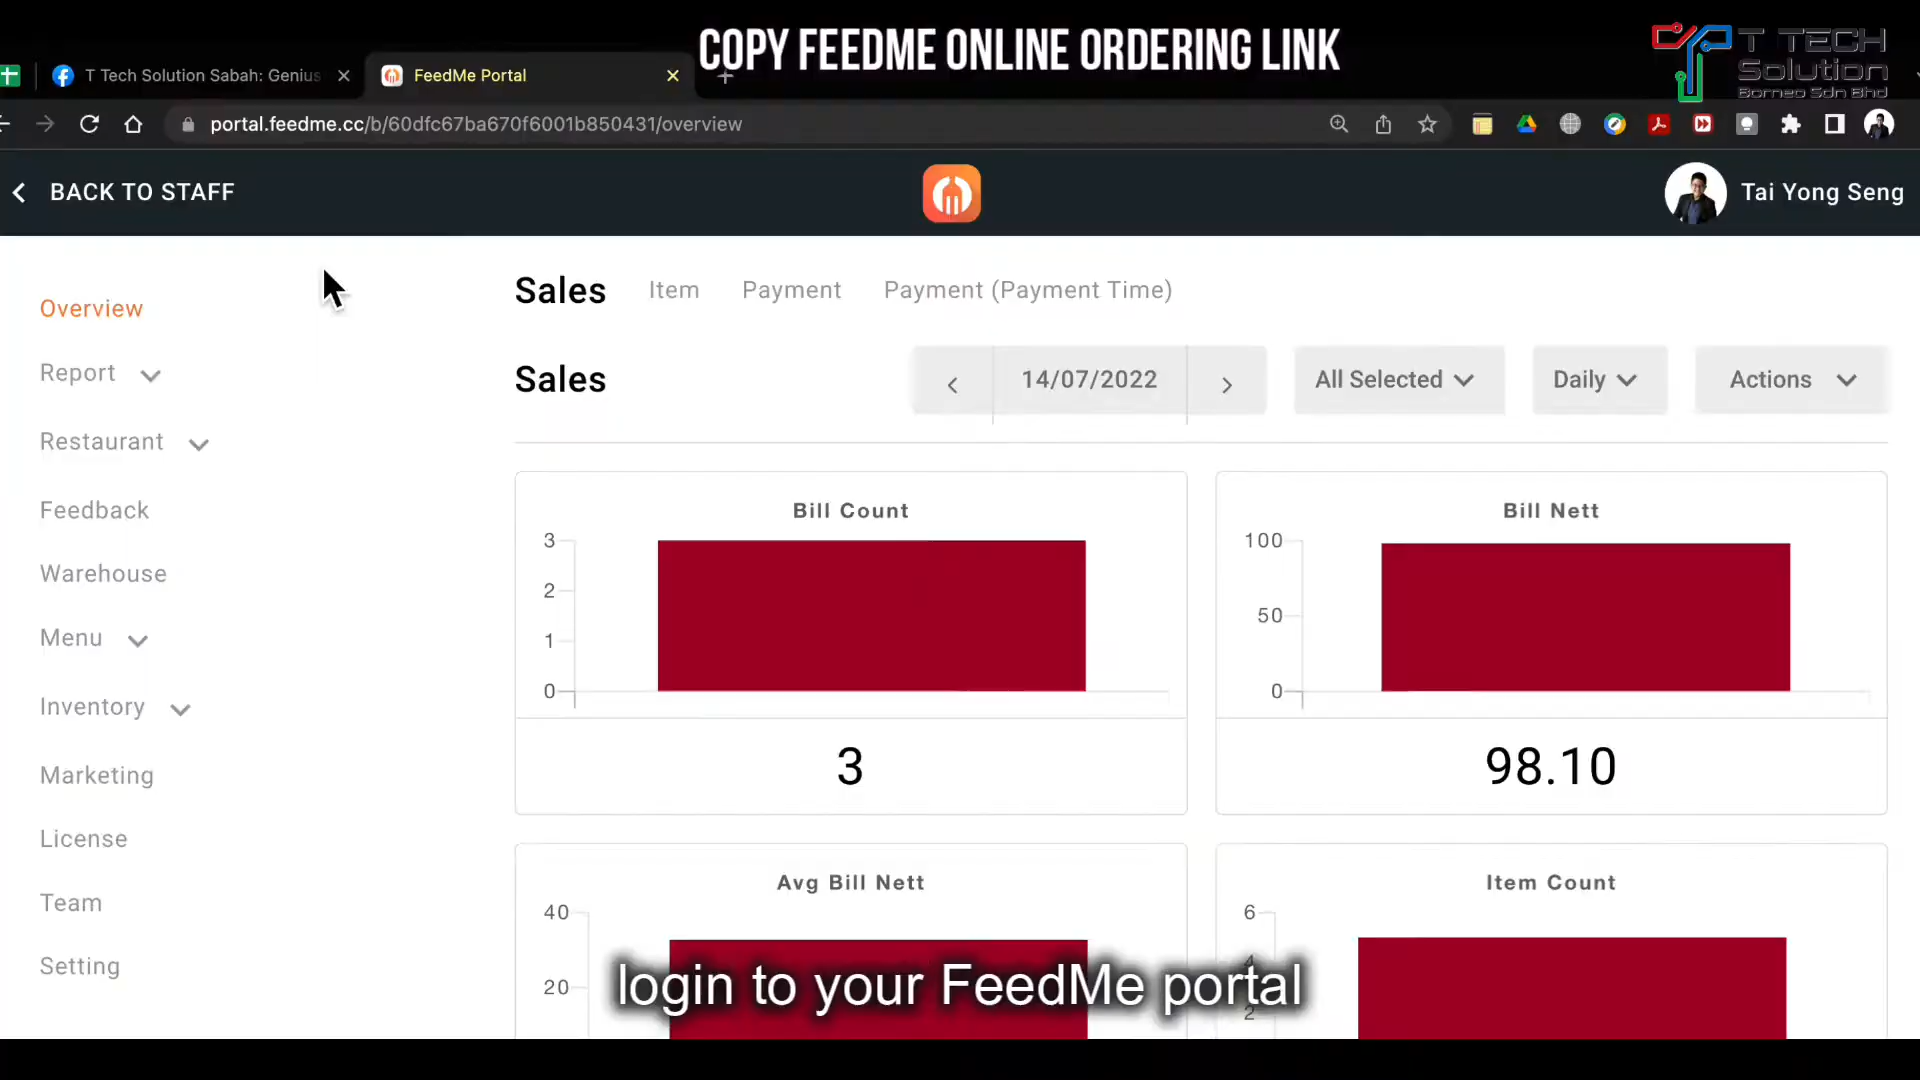 COPY FEEDME ONLINE ORDERING LINK
T TECH
Solution
Borneo Sdn Bhd
T Tech Solution Sabah: Genius
FeedMe Portal
portal.feedme.cc/b/60dfc67ba670f6001b850431/overview
BACK TO STAFF
Tai Yong Seng
Overview
Report
Restaurant
Feedback
Warehouse
Menu
Inventory
Marketing
License
Team
Setting
Sales Item Payment Payment (Payment Time)
Sales
14/07/2022
All Selected
Daily
Actions
Bill Count
3
2
1
0
3
Bill Nett
100
50
0
98.10
Avg Bill Nett
40
20
Item Count
6
4
2
login to your FeedMe portal